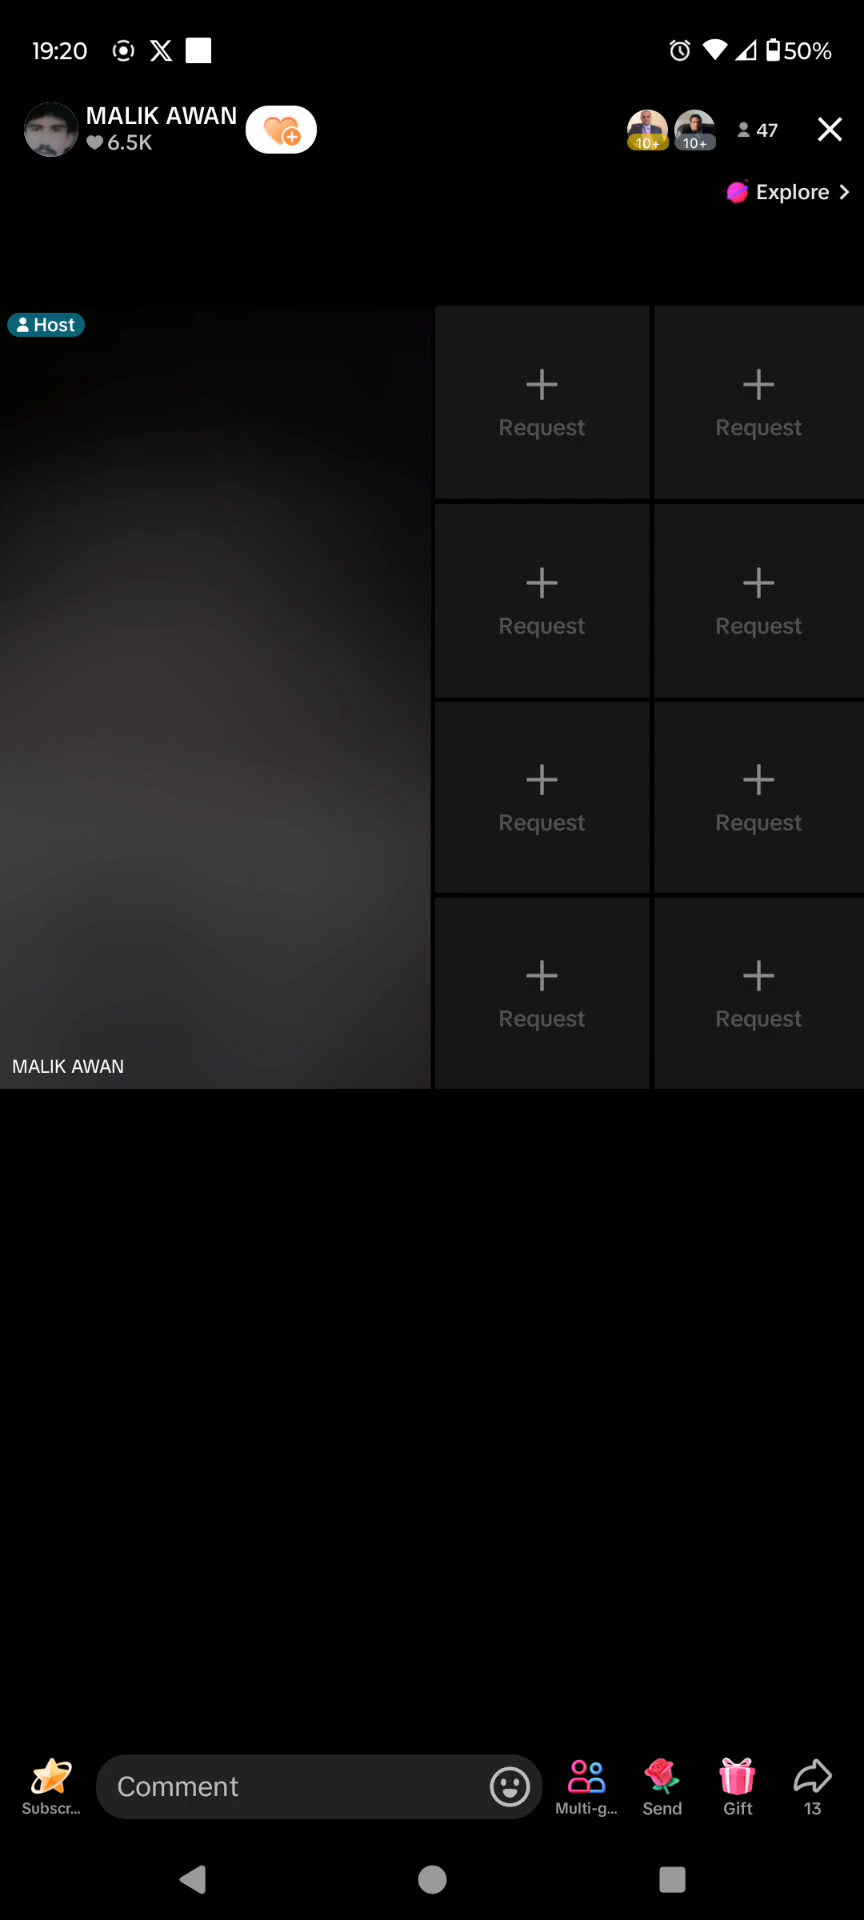 19:20
50%
MALIK AWAN
6.5K
10+
10+
47
Explore
Host
Request
Request
Request
Request
Request
Request
Request
Request
MALIK AWAN
Comment
Subscr...
Multi-g...
Send
Gift
13